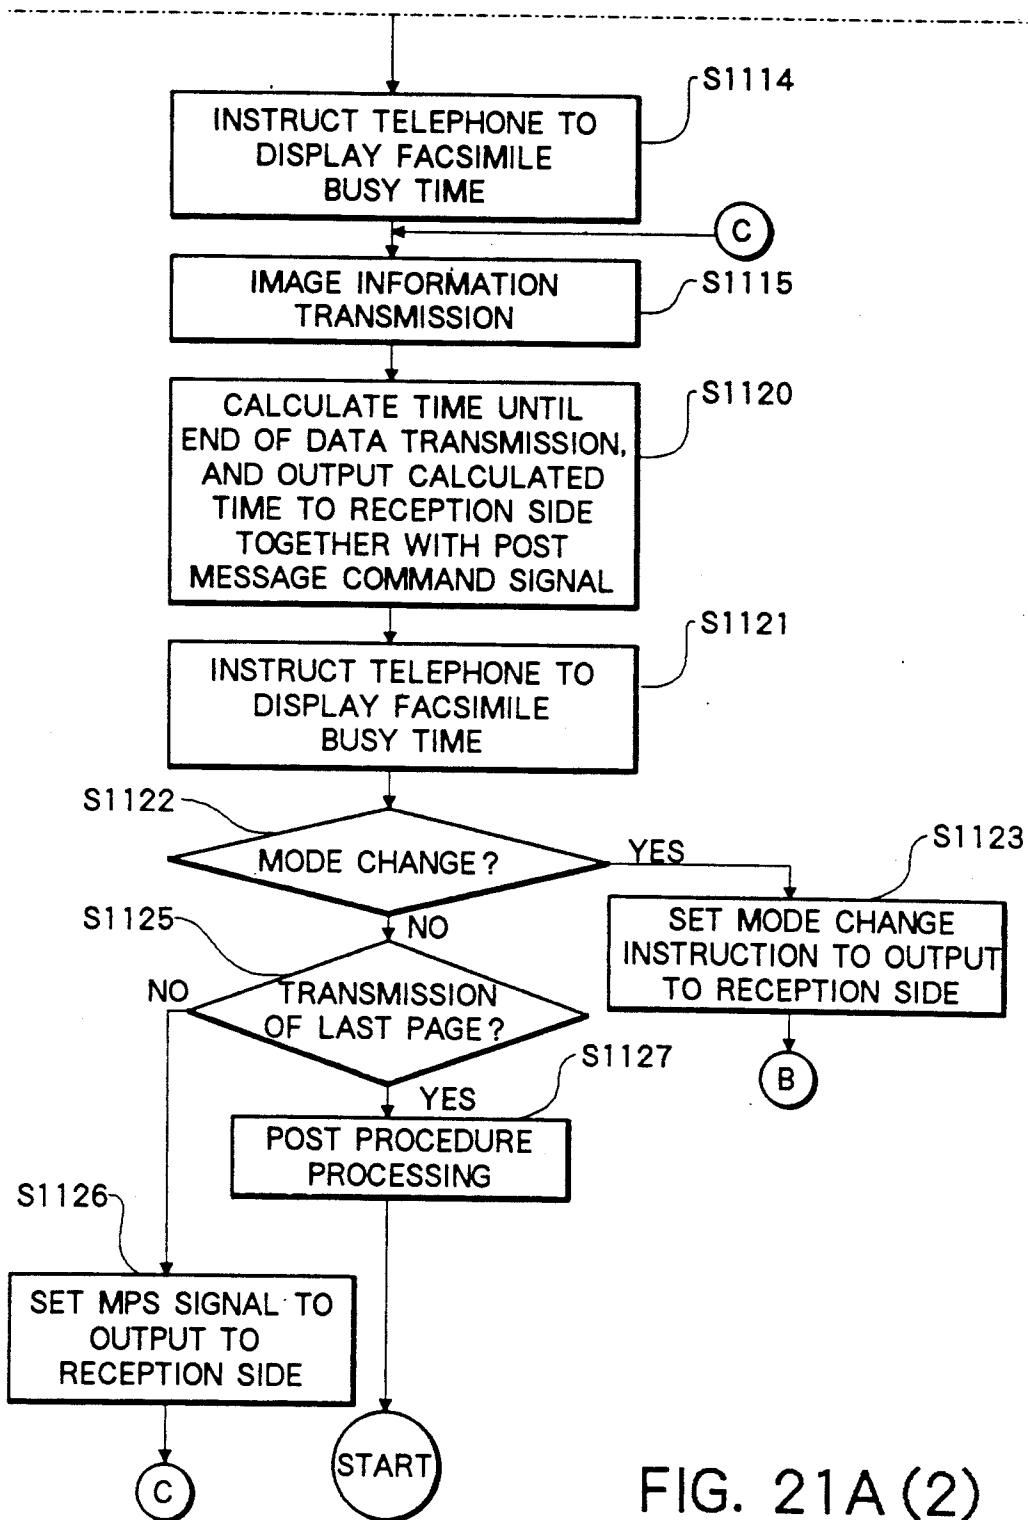 S1114
INSTRUCT TELEPHONE TO
DISPLAY FACSIMILE
BUSY TIME
C
IMAGE INFORMATION
TRANSMISSION
S1115
S1120
CALCULATE TIME UNTIL
END OF DATA TRANSMISSION,
AND OUTPUT CALCULATED
TIME TO RECEPTION SIDE
TOGETHER WITH POST
MESSAGE COMMAND SIGNAL
S1121
INSTRUCT TELEPHONE TO
DISPLAY FACSIMILE
BUSY TIME
S1122
MODE CHANGE?
YES
S1123
SET MODE CHANGE
INSTRUCTION TO OUTPUT
TO RECEPTION SIDE
B
NO
S1125
TRANSMISSION
OF LAST PAGE?
NO
YES
S1127
POST PROCEDURE
PROCESSING
S1126
SET MPS SIGNAL TO
OUTPUT TO
RECEPTION SIDE
C
START
FIG. 21A (2)